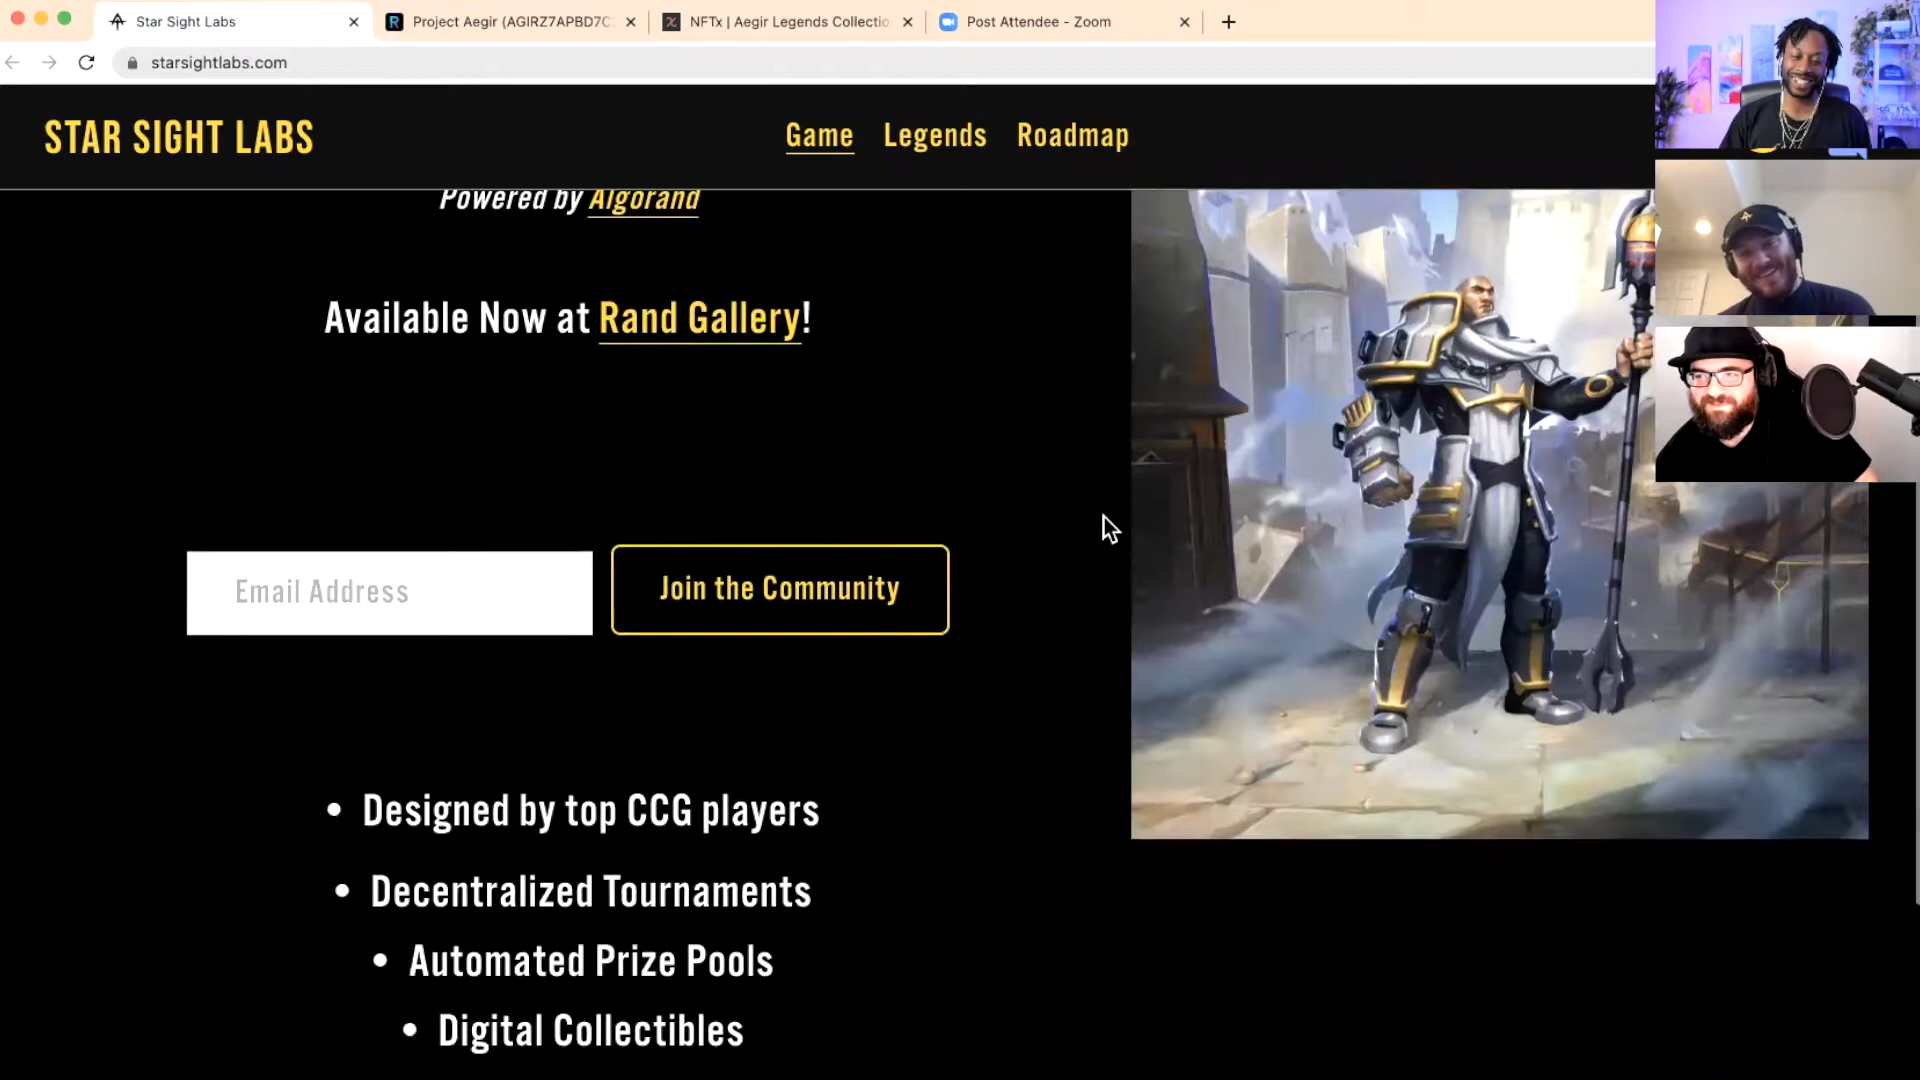 Star Sight Labs
Project Aegir (AGIRZ7APBD7C
NFTx | Aegir Legends Collectio
Post Attendee - Zoom
starsightlabs.com
STAR SIGHT LABS
Game
Legends
Roadmap
Powered by Algorand
Available Now at Rand Gallery!
Email Address
Join the Community
• Designed by top CCG players
• Decentralized Tournaments
• Automated Prize Pools
• Digital Collectibles